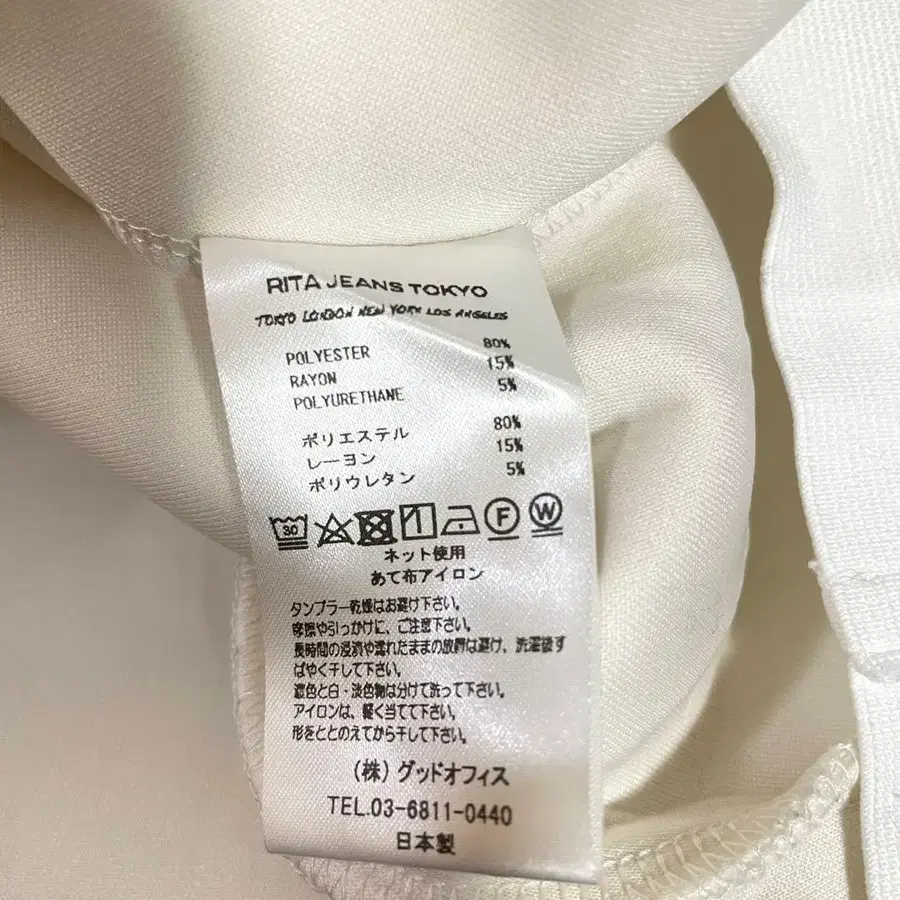 RITA JEANS TOKYO
TOKYO LONDON NEW YORK LOS ANGELES
POLYESTER 80%
RAYON 15%
POLYURETHANE 5%
ポリエステル 80%
レーヨン 15%
ポリウレタン 5%
30 F W
ネット使用
あて布アイロン
タンブラー乾燥はお避け下さい。
摩擦や引っかけに、ご注意下さい。
長時間の浸漬や濡れたままの放置は避け、洗濯後す
ばやく干して下さい。
濃色と白・淡色物は分けて洗って下さい。
アイロンは、軽く当てて下さい。
形をととのえてから干して下さい。
(株)グッドオフィス
TEL.03-6811-0440
日本製